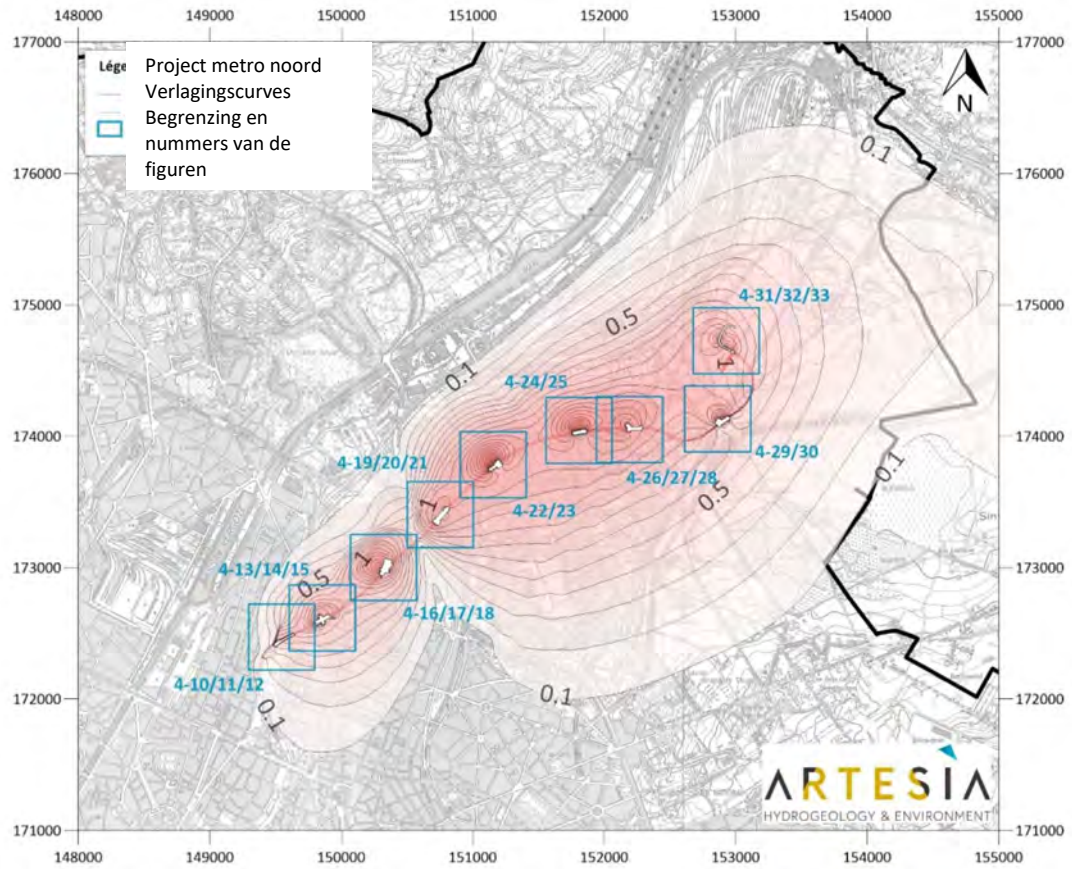 148000 149000 150000 151000 152000 153000 154000 155000
177000 177000
Lége
Project metro noord
Verlagingscurves
Begrenzing en
nummers van de
figuren
N
0.1
176000 176000
175000 175000
4-31/32/33
0.5
1
0.1
4-24/25
174000 174000
4-29/30
4-19/20/21
0.1
4-26/27/28
0.5
1
4-22/23
Sin
173000 173000
1
4-13/14/15
0.5
4-16/17/18
4-10/11/12
172000 172000
0.1
0.1
ARTESIA
HYDROGEOLOGY & ENVIRONMENT
171000 171000
148000 149000 150000 151000 152000 153000 154000 155000